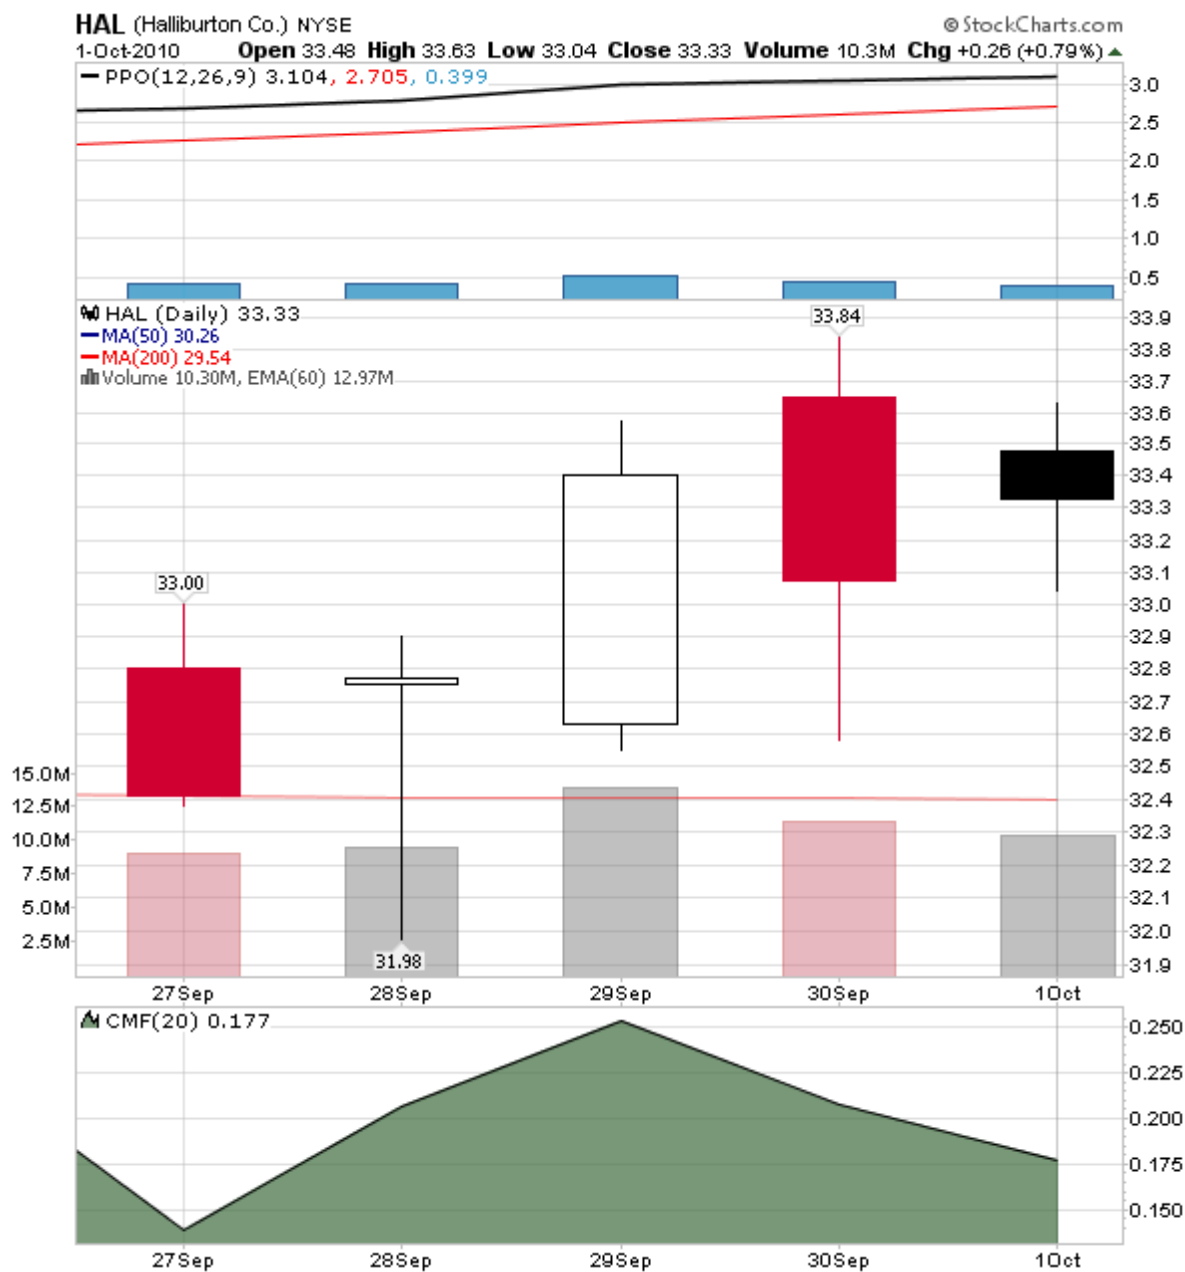 HAL (Halliburton Co.) NYSE © StockCharts.com
1-Oct-2010 Open 33.48 High 33.63 Low 33.04 Close 33.33 Volume 10.3M Chg +0.26 (+0.79%)
PPO(12,26,9) 3.104, 2.705, 0.399
3.0
2.5
2.0
1.5
1.0
0.5
HAL (Daily) 33.33
MA(50) 30.26
MA(200) 29.54
Volume 10.30M, EMA(60) 12.97M
33.84
33.00
31.98
33.9
33.8
33.7
33.6
33.5
33.4
33.3
33.2
33.1
33.0
32.9
32.8
32.7
32.6
32.5
32.4
32.3
32.2
32.1
32.0
31.9
15.0M
12.5M
10.0M
7.5M
5.0M
2.5M
27Sep 28Sep 29Sep 30Sep 1Oct
CMF(20) 0.177
0.250
0.225
0.200
0.175
0.150
27Sep 28Sep 29Sep 30Sep 1Oct